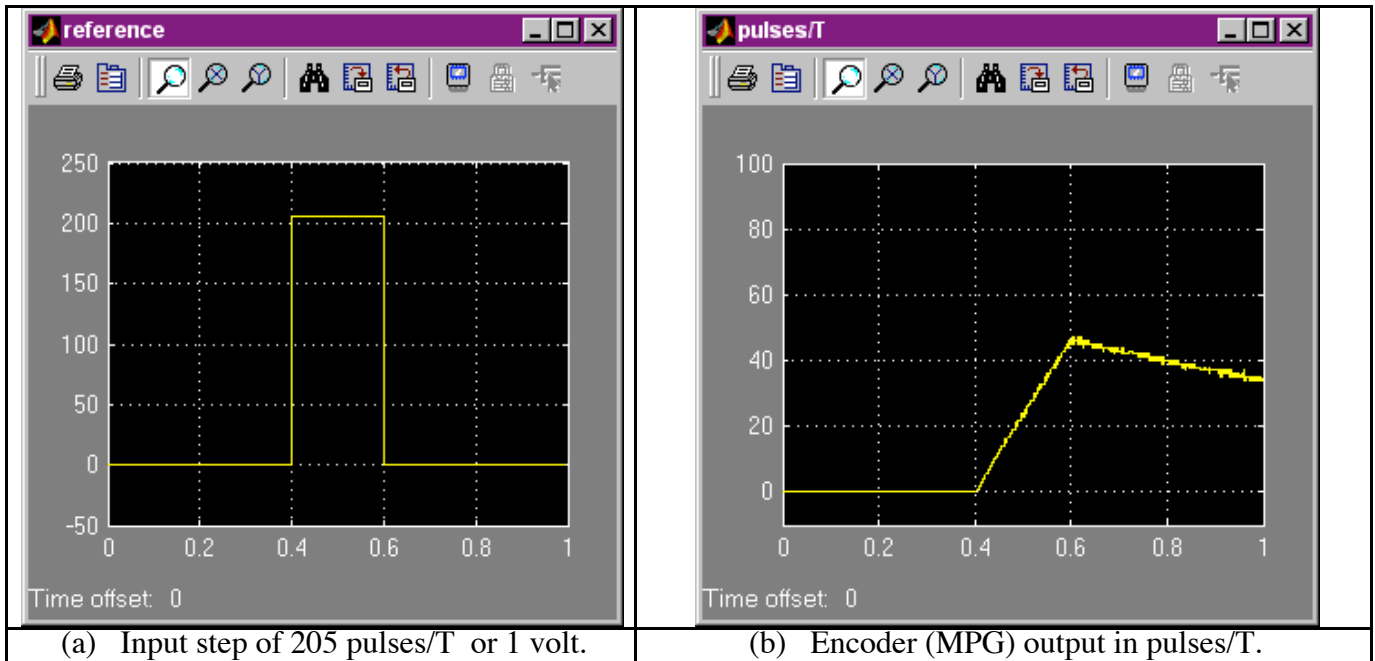 reference
250
200
150
100
50
0
-50
0 0.2 0.4 0.6 0.8 1
Time offset: 0
(a) Input step of 205 pulses/T or 1 volt.
pulses/T
100
80
60
40
20
0
0 0.2 0.4 0.6 0.8 1
Time offset: 0
(b) Encoder (MPG) output in pulses/T.